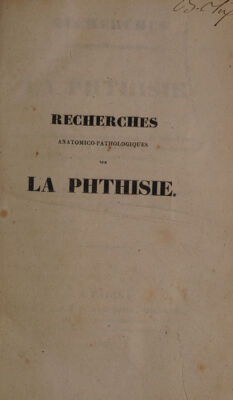 RECHERCHES
ANATOMICO-PATHOLOGIQUES
SUR
LA PHTHISIE.